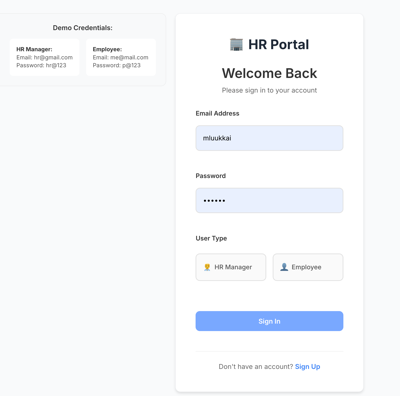 Demo Credentials:
HR Manager:
Email: hr@gmail.com
Password: hr@123
Employee:
Email: me@mail.com
Password: p@123
HR Portal
Welcome Back
Please sign in to your account
Email Address
mluukkai
Password
••••••
User Type
HR Manager
Employee
Sign In
Don't have an account? Sign Up